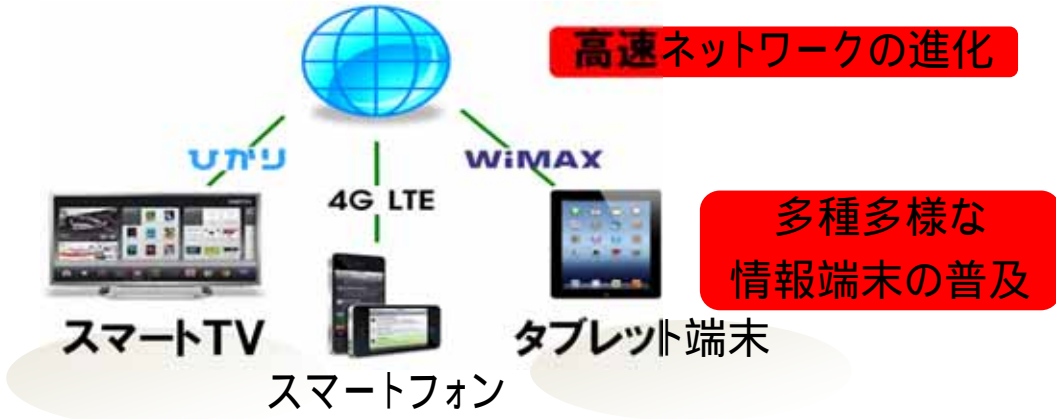 高速ネットワークの進化
ひかり
WiMAX
4G LTE
多種多様な
情報端末の普及
スマートTV
タブレット端末
スマートフォン